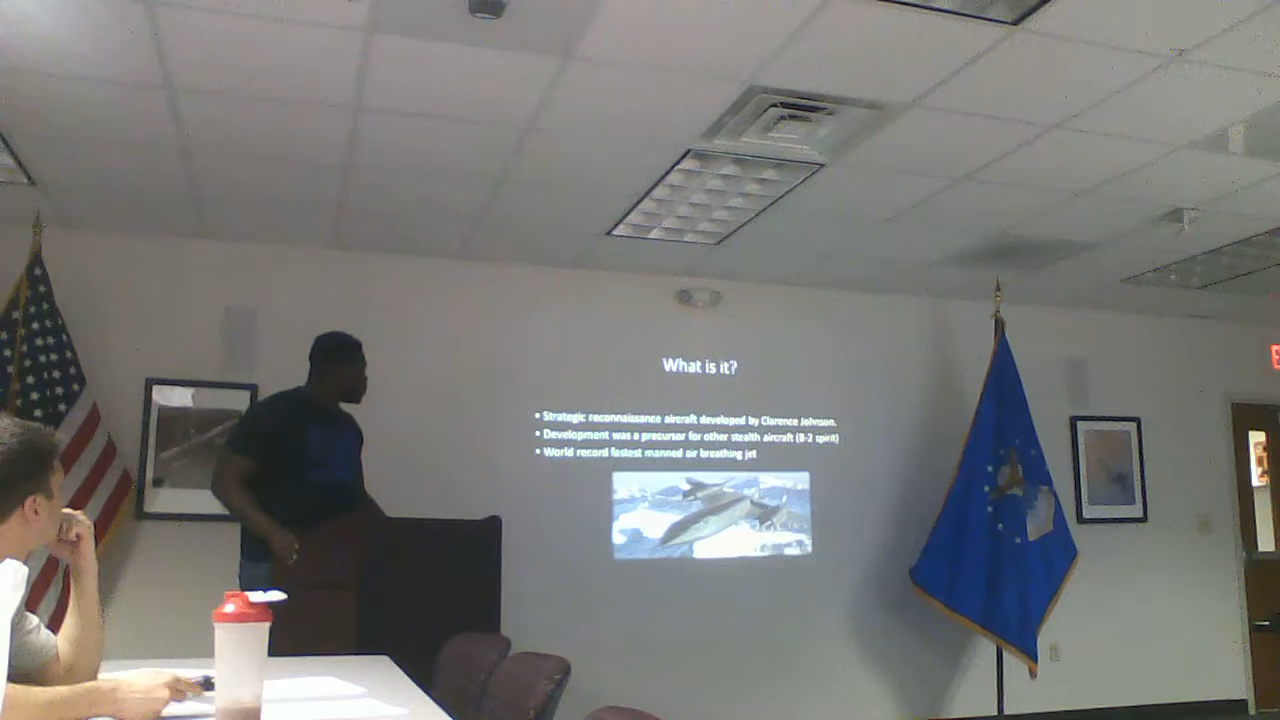 What is it?
• Strategic reconnaissance aircraft developed by Clarence Johnson.
• Development was a precursor for other stealth aircraft (B-2 spirit)
• World record fastest manned air breathing jet